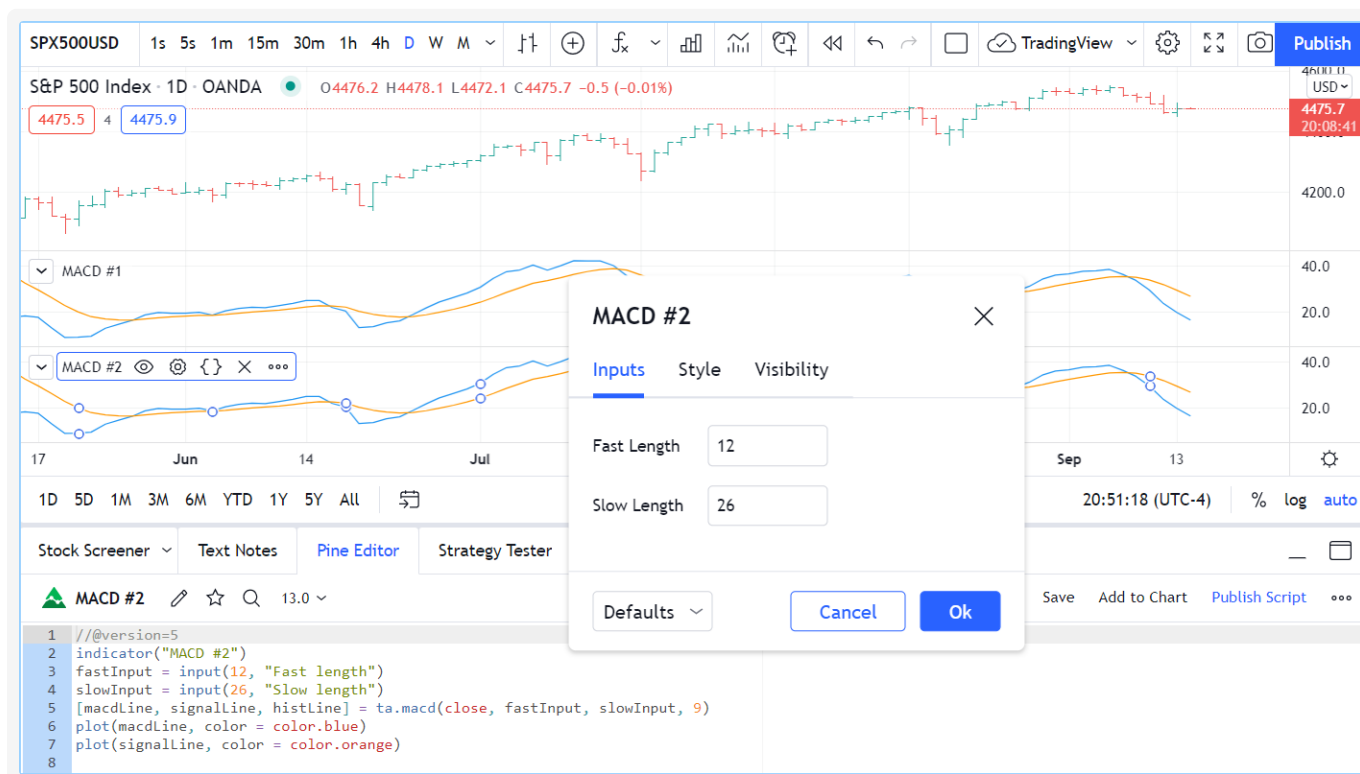 SPX500USD 1s 5s 1m 15m 30m 1h 4h D W M TradingView Publish
S&P 500 Index · 1D · OANDA O4476.2 H4478.1 L4472.1 C4475.7 −0.5 (−0.01%)
4600.0
USD
4475.5 4 4475.9
4475.7
20:08:41
4200.0
MACD #1
40.0
20.0
MACD #2
40.0
20.0
17 Jun 14 Jul Sep 13
1D 5D 1M 3M 6M YTD 1Y 5Y All 20:51:18 (UTC-4) % log auto
MACD #2
Inputs Style Visibility
Fast Length 12
Slow Length 26
Defaults Cancel Ok
Stock Screener Text Notes Pine Editor Strategy Tester
MACD #2 13.0 Save Add to Chart Publish Script
1 //@version=5
2 indicator("MACD #2")
3 fastInput = input(12, "Fast length")
4 slowInput = input(26, "Slow length")
5 [macdLine, signalLine, histLine] = ta.macd(close, fastInput, slowInput, 9)
6 plot(macdLine, color = color.blue)
7 plot(signalLine, color = color.orange)
8